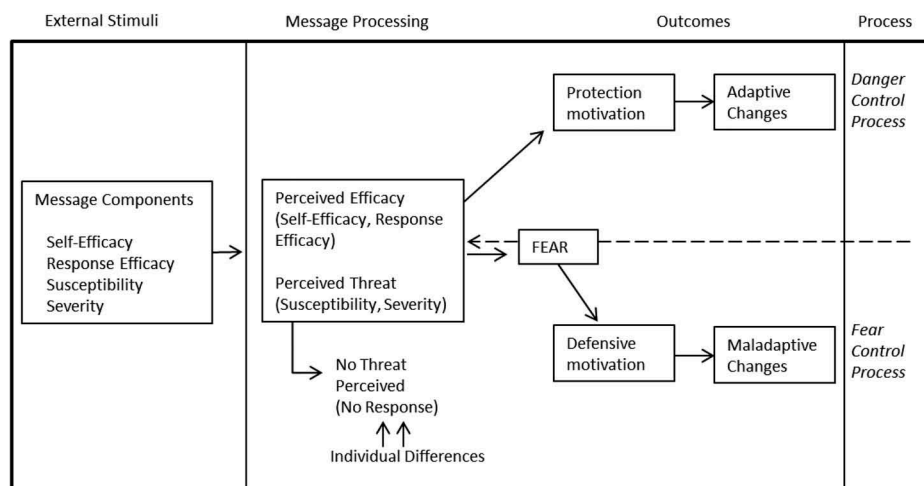 External Stimuli
Message Processing
Outcomes
Process
Message Components
Self-Efficacy
Response Efficacy
Susceptibility
Severity
Perceived Efficacy
(Self-Efficacy, Response
Efficacy)
Perceived Threat
(Susceptibility, Severity)
No Threat
Perceived
(No Response)
Individual Differences
Protection
motivation
Adaptive
Changes
FEAR
Defensive
motivation
Maladaptive
Changes
Danger
Control
Process
Fear
Control
Process